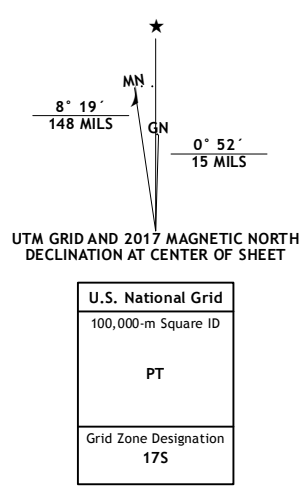 ★
MN
8° 19´
148 MILS
GN
0° 52´
15 MILS
UTM GRID AND 2017 MAGNETIC NORTH
DECLINATION AT CENTER OF SHEET
U.S. National Grid
100,000-m Square ID
PT
Grid Zone Designation
17S